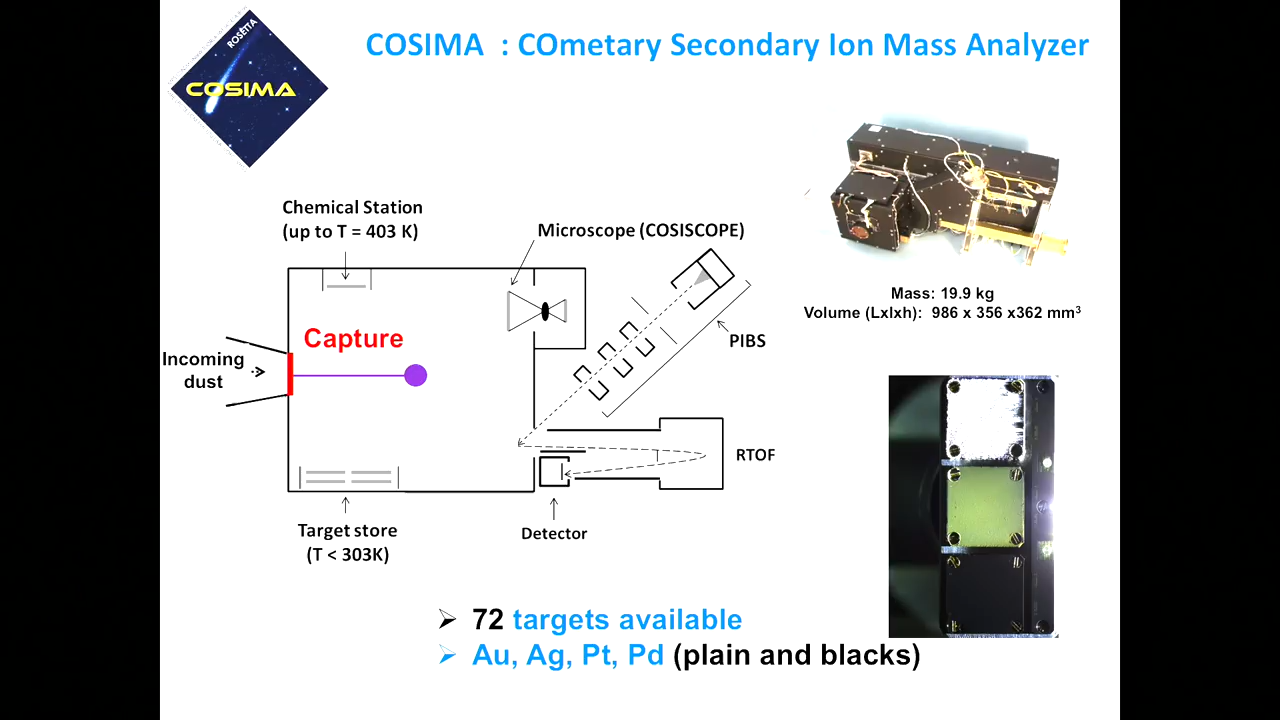 ROSETTA
COSIMA
COSIMA : COmetary Secondary Ion Mass Analyzer
Chemical Station
(up to T = 403 K)
Microscope (COSISCOPE)
Mass: 19.9 kg
Volume (Lxlxh): 986 x 356 x362 mm³
Capture
PIBS
Incoming
dust
RTOF
Target store
(T < 303K)
Detector
➢ 72 targets available
➢ Au, Ag, Pt, Pd (plain and blacks)